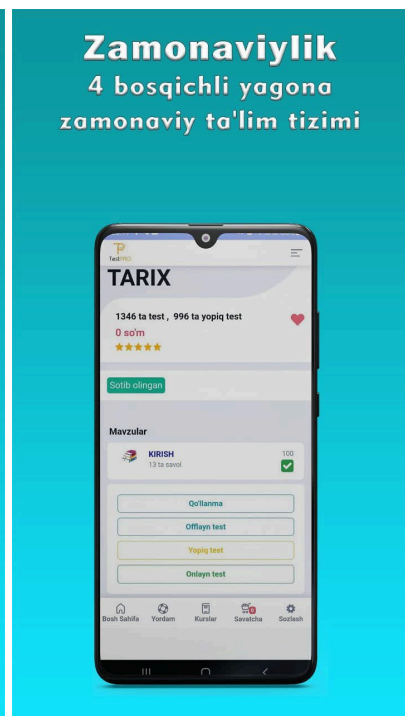 Zamonaviylik
4 bosqichli yagona
zamonaviy ta'lim tizimi
TP
TestPRO
TARIX
1346 ta test , 996 ta yopiq test
0 so'm
Sotib olingan
Mavzular
KIRISH
100
13 ta savol
Qo'llanma
Offlayn test
Yopiq test
Onlayn test
0
Bosh Sahifa Yordam Kurslar Savatcha Sozlash